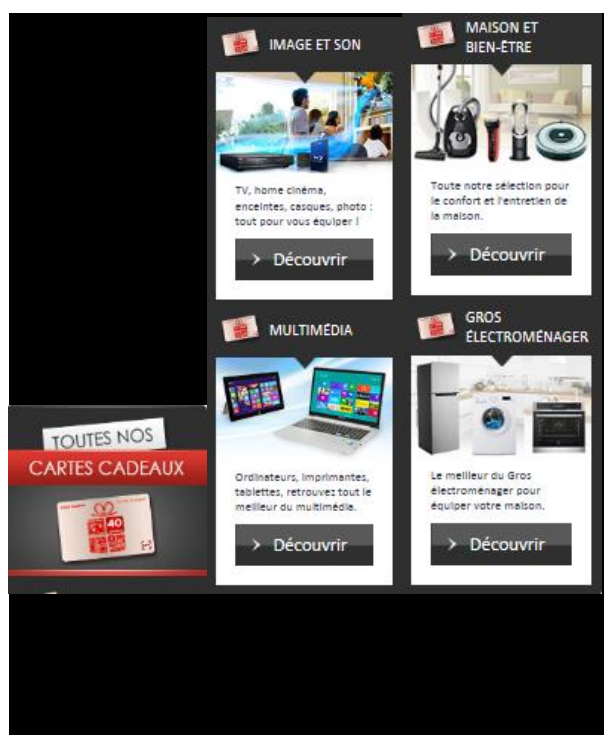 IMAGE ET SON
TV, home cinéma,
enceintes, casques, photo :
tout pour vous équiper !
Découvrir
MAISON ET
BIEN-ÊTRE
Toute notre sélection pour
le confort et l'entretien de
la maison.
Découvrir
MULTIMÉDIA
Ordinateurs, imprimantes,
tablettes, retrouvez tout le
meilleur du multimédia.
Découvrir
GROS
ÉLECTROMÉNAGER
Le meilleur du Gros
électroménager pour
équiper votre maison.
Découvrir
TOUTES NOS
CARTES CADEAUX
40